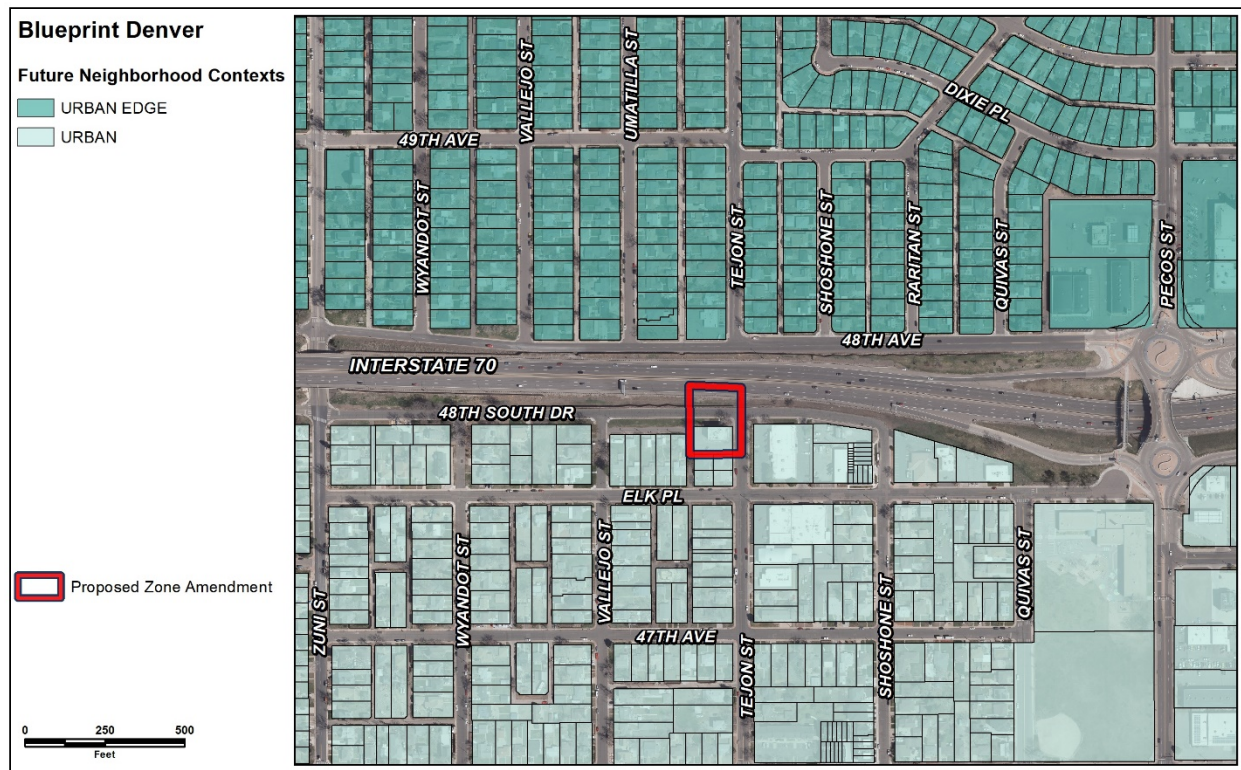 Blueprint Denver
Future Neighborhood Contexts
URBAN EDGE
URBAN
Proposed Zone Amendment
0 250 500
Feet
49TH AVE
VALLEJO ST
UMATILLA ST
DIXIE PL
WYANDOT ST
TEJON ST
SHOSHONE ST
RARITAN ST
QUIVAS ST
PECOS ST
48TH AVE
INTERSTATE 70
48TH SOUTH DR
ELK PL
ZUNI ST
WYANDOT ST
VALLEJO ST
47TH AVE
TEJON ST
SHOSHONE ST
QUIVAS ST